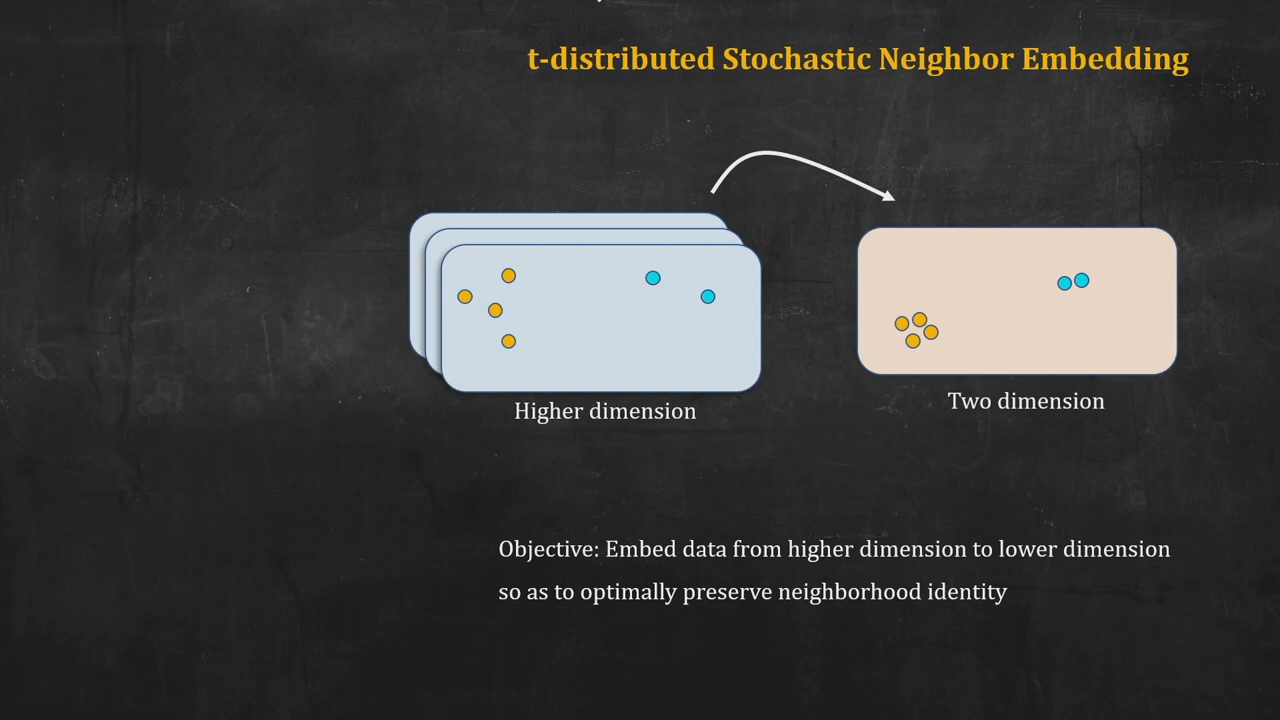 t-distributed Stochastic Neighbor Embedding
Higher dimension
Two dimension
Objective: Embed data from higher dimension to lower dimension
so as to optimally preserve neighborhood identity